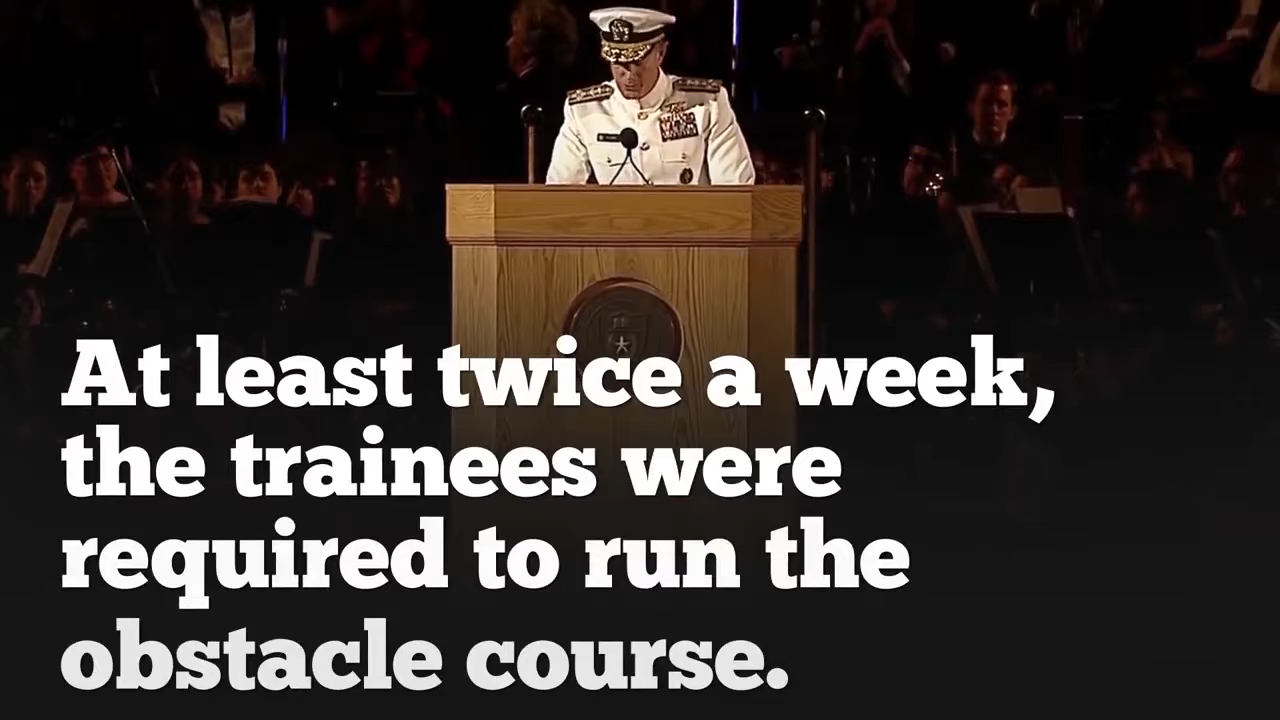 At least twice a week,
the trainees were
required to run the
obstacle course.